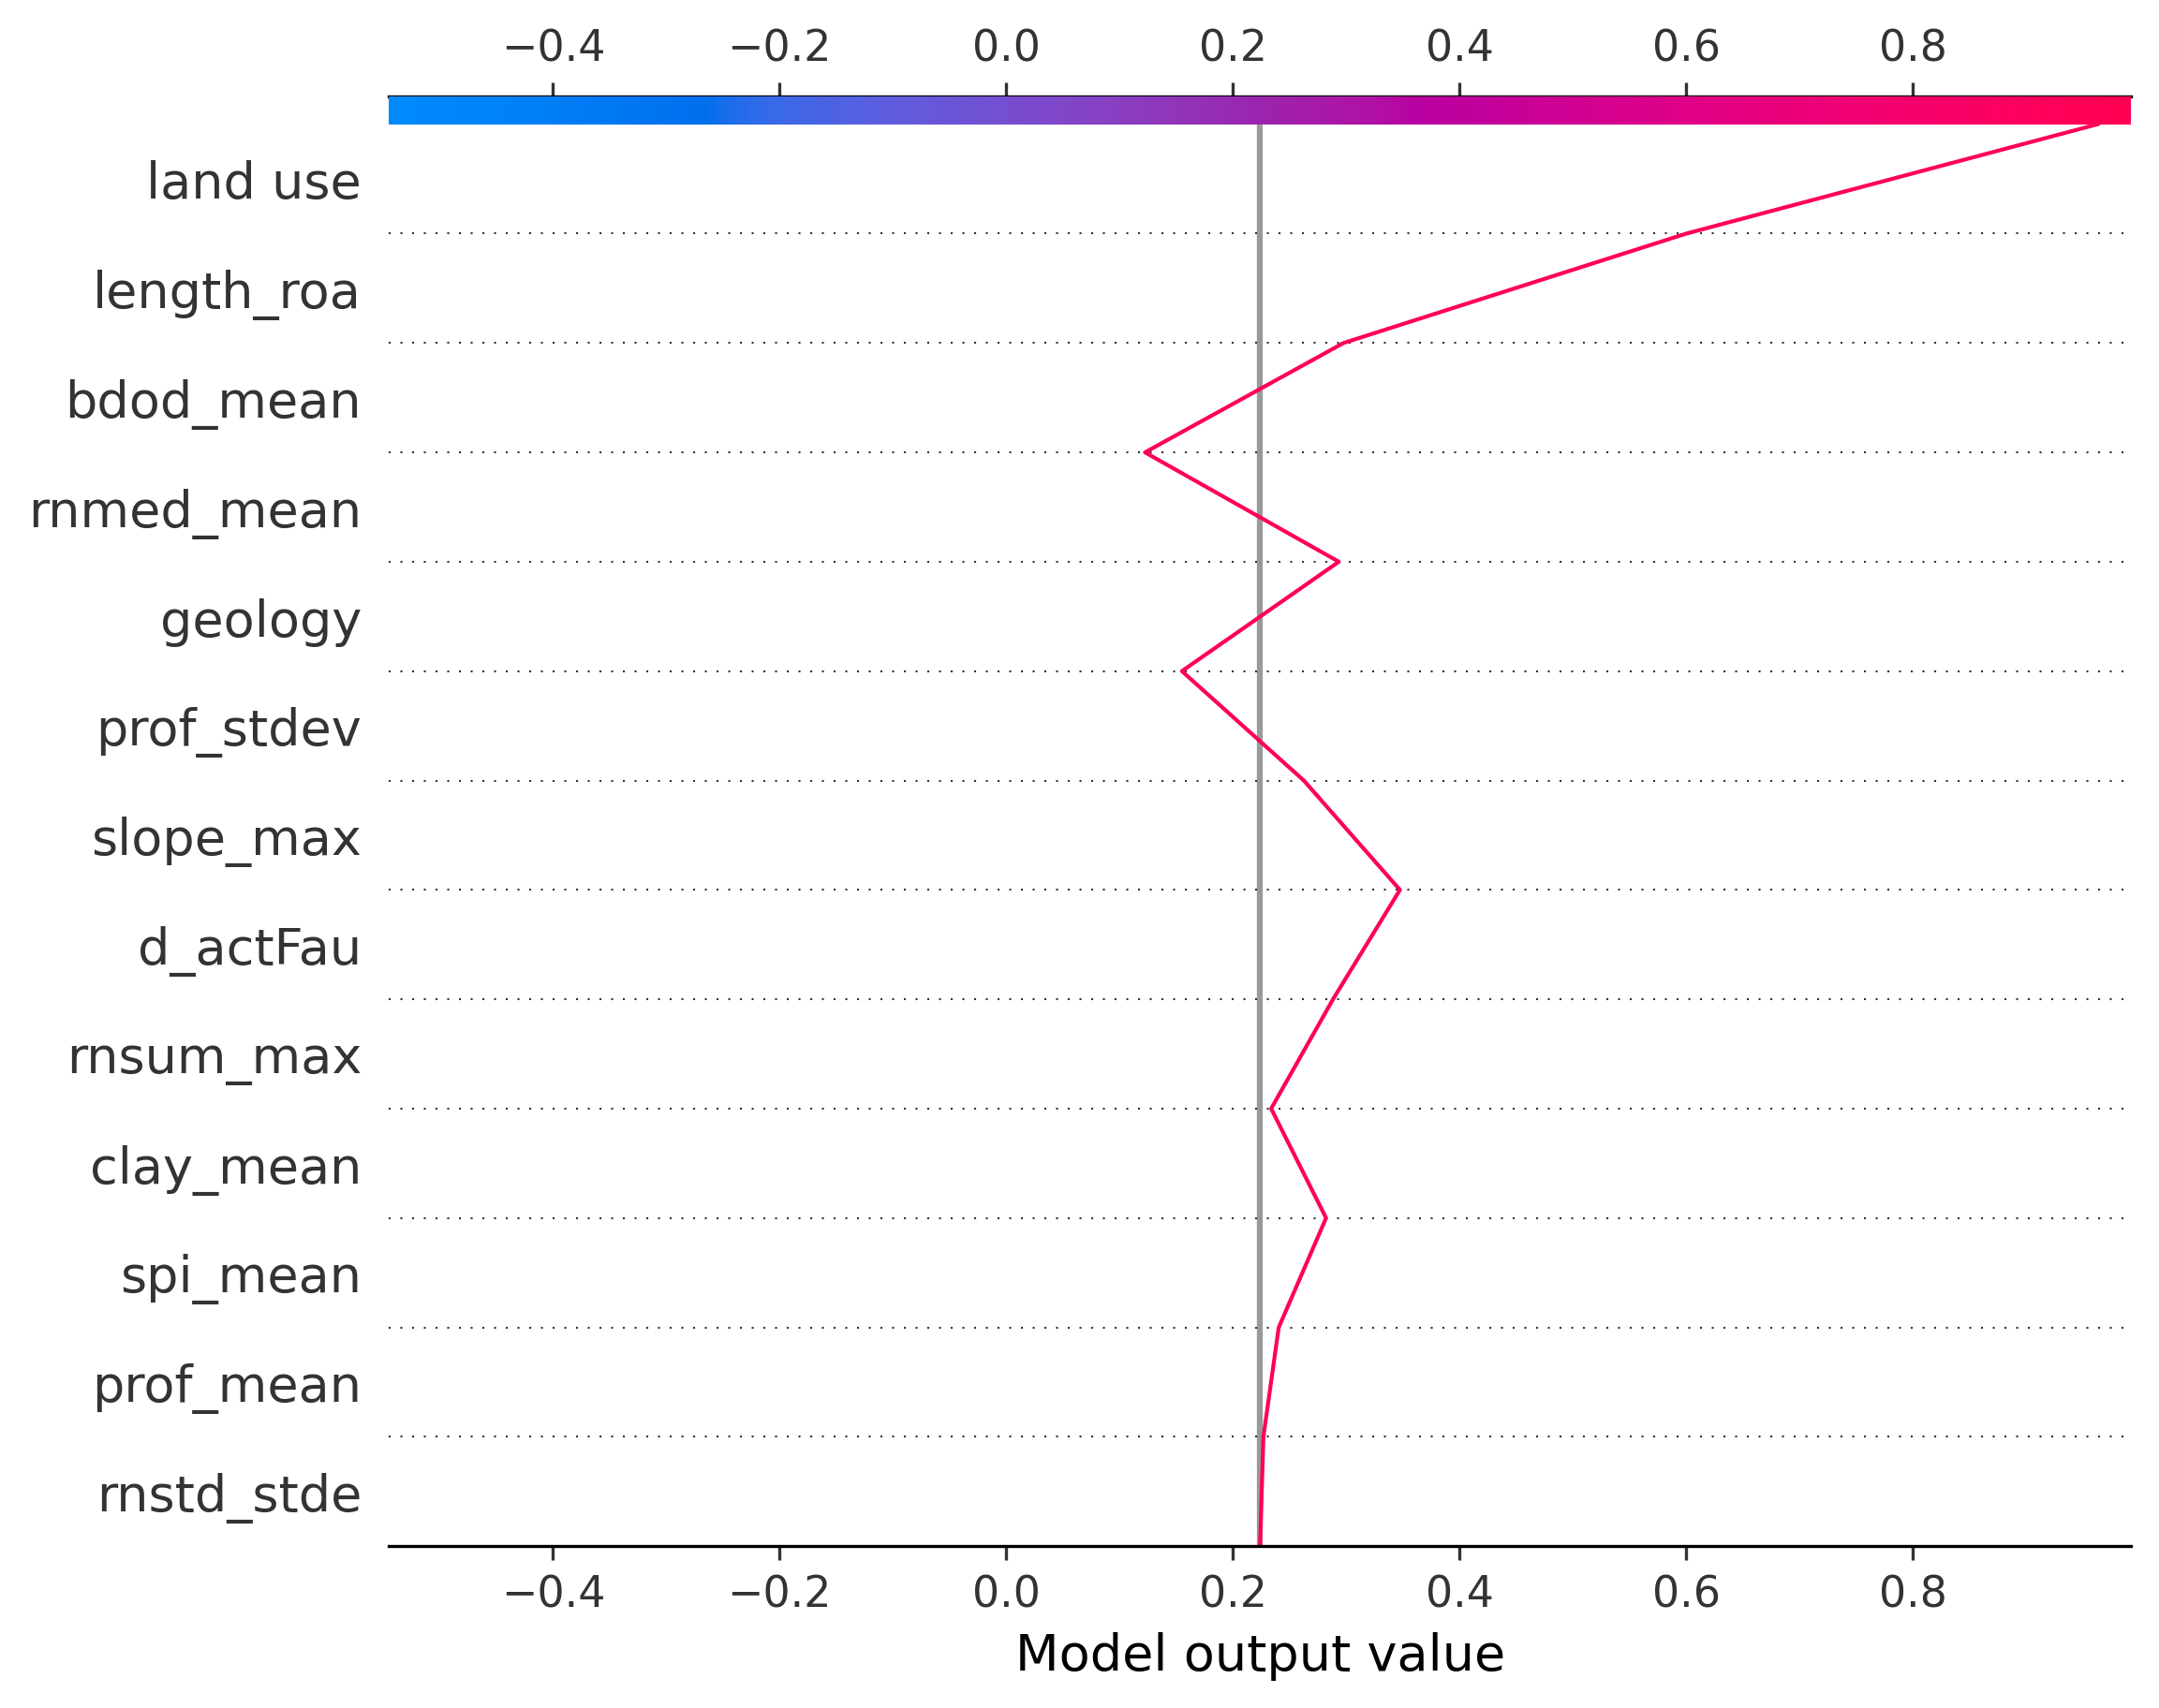 −0.4 −0.2 0.0 0.2 0.4 0.6 0.8
land use
length_roa
bdod_mean
rnmed_mean
geology
prof_stdev
slope_max
d_actFau
rnsum_max
clay_mean
spi_mean
prof_mean
rnstd_stde
−0.4 −0.2 0.0 0.2 0.4 0.6 0.8
Model output value